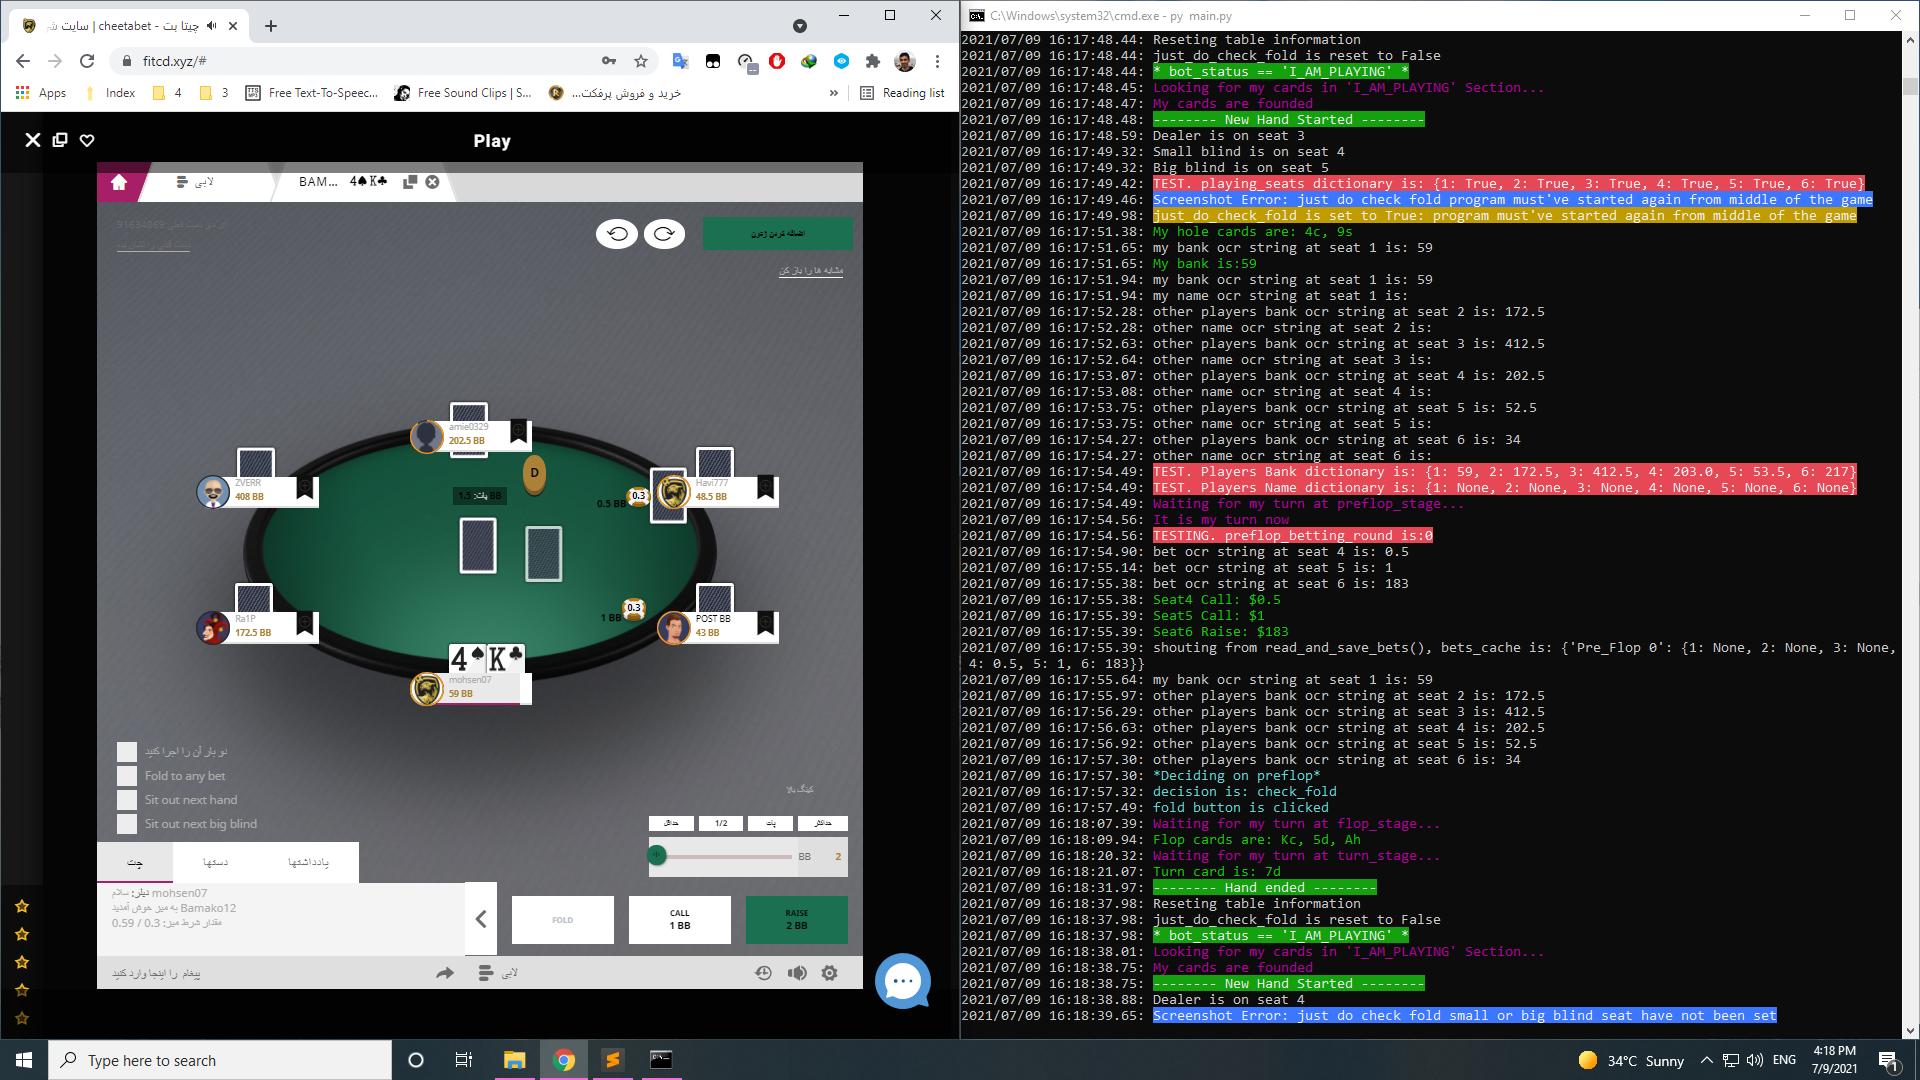 چیتا بت - cheetabet | سایت ش
fitcd.xyz/#
Apps
Index
4
3
Free Text-To-Speec...
Free Sound Clips | S...
خرید و فروش پرفکت...
»
Reading list
Play
لابی
BAM... 4♠K♣
91634869
اضافه کردن ژتون
مشابه ها را باز کن
amie0329
202.5 BB
D
ZVERR
408 BB
Havi777
48.5 BB
0.3
0.5 BB
پات: 1.5 BB
Ra1P
172.5 BB
0.3
1 BB
POST BB
43 BB
4♠ K♣
mohsen07
59 BB
دو بار آن را اجرا کنید
Fold to any bet
Sit out next hand
Sit out next big blind
کینگ بالا
حداقل
1/2
پات
حداکثر
BB 2
چت
دستها
یادداشتها
دیلر: سلام mohsen07
به میز خوش آمدید Bamako12
مقدار شرط میز: 0.3 / 0.59
FOLD
CALL
1 BB
RAISE
2 BB
پیغام را اینجا وارد کنید
لابی
C:\Windows\system32\cmd.exe - py main.py
2021/07/09 16:17:48.44: Reseting table information
2021/07/09 16:17:48.44: just_do_check_fold is reset to False
2021/07/09 16:17:48.44: * bot_status == 'I_AM_PLAYING' *
2021/07/09 16:17:48.45: Looking for my cards in 'I_AM_PLAYING' Section...
2021/07/09 16:17:48.47: My cards are founded
2021/07/09 16:17:48.48: -------- New Hand Started --------
2021/07/09 16:17:48.59: Dealer is on seat 3
2021/07/09 16:17:49.32: Small blind is on seat 4
2021/07/09 16:17:49.32: Big blind is on seat 5
2021/07/09 16:17:49.42: TEST. playing_seats dictionary is: {1: True, 2: True, 3: True, 4: True, 5: True, 6: True}
2021/07/09 16:17:49.46: Screenshot Error: just do check fold program must've started again from middle of the game
2021/07/09 16:17:49.98: just_do_check_fold is set to True: program must've started again from middle of the game
2021/07/09 16:17:51.38: My hole cards are: 4c, 9s
2021/07/09 16:17:51.65: my bank ocr string at seat 1 is: 59
2021/07/09 16:17:51.65: My bank is:59
2021/07/09 16:17:51.94: my bank ocr string at seat 1 is: 59
2021/07/09 16:17:51.94: my name ocr string at seat 1 is:
2021/07/09 16:17:52.28: other players bank ocr string at seat 2 is: 172.5
2021/07/09 16:17:52.28: other name ocr string at seat 2 is:
2021/07/09 16:17:52.63: other players bank ocr string at seat 3 is: 412.5
2021/07/09 16:17:52.64: other name ocr string at seat 3 is:
2021/07/09 16:17:53.07: other players bank ocr string at seat 4 is: 202.5
2021/07/09 16:17:53.08: other name ocr string at seat 4 is:
2021/07/09 16:17:53.75: other players bank ocr string at seat 5 is: 52.5
2021/07/09 16:17:53.75: other name ocr string at seat 5 is:
2021/07/09 16:17:54.27: other players bank ocr string at seat 6 is: 34
2021/07/09 16:17:54.27: other name ocr string at seat 6 is:
2021/07/09 16:17:54.49: TEST. Players Bank dictionary is: {1: 59, 2: 172.5, 3: 412.5, 4: 203.0, 5: 53.5, 6: 217}
2021/07/09 16:17:54.49: TEST. Players Name dictionary is: {1: None, 2: None, 3: None, 4: None, 5: None, 6: None}
2021/07/09 16:17:54.49: Waiting for my turn at preflop_stage...
2021/07/09 16:17:54.56: It is my turn now
2021/07/09 16:17:54.56: TESTING. preflop_betting_round is:0
2021/07/09 16:17:54.90: bet ocr string at seat 4 is: 0.5
2021/07/09 16:17:55.14: bet ocr string at seat 5 is: 1
2021/07/09 16:17:55.38: bet ocr string at seat 6 is: 183
2021/07/09 16:17:55.38: Seat4 Call: $0.5
2021/07/09 16:17:55.39: Seat5 Call: $1
2021/07/09 16:17:55.39: Seat6 Raise: $183
2021/07/09 16:17:55.39: shouting from read_and_save_bets(), bets_cache is: {'Pre_Flop 0': {1: None, 2: None, 3: None,
4: 0.5, 5: 1, 6: 183}}
2021/07/09 16:17:55.64: my bank ocr string at seat 1 is: 59
2021/07/09 16:17:55.97: other players bank ocr string at seat 2 is: 172.5
2021/07/09 16:17:56.29: other players bank ocr string at seat 3 is: 412.5
2021/07/09 16:17:56.63: other players bank ocr string at seat 4 is: 202.5
2021/07/09 16:17:56.92: other players bank ocr string at seat 5 is: 52.5
2021/07/09 16:17:57.30: other players bank ocr string at seat 6 is: 34
2021/07/09 16:17:57.30: *Deciding on preflop*
2021/07/09 16:17:57.32: decision is: check_fold
2021/07/09 16:17:57.49: fold button is clicked
2021/07/09 16:18:07.39: Waiting for my turn at flop_stage...
2021/07/09 16:18:09.94: Flop cards are: Kc, 5d, Ah
2021/07/09 16:18:20.32: Waiting for my turn at turn_stage...
2021/07/09 16:18:21.07: Turn card is: 7d
2021/07/09 16:18:31.97: -------- Hand ended --------
2021/07/09 16:18:37.98: Reseting table information
2021/07/09 16:18:37.98: just_do_check_fold is reset to False
2021/07/09 16:18:37.98: * bot_status == 'I_AM_PLAYING' *
2021/07/09 16:18:38.01: Looking for my cards in 'I_AM_PLAYING' Section...
2021/07/09 16:18:38.75: My cards are founded
2021/07/09 16:18:38.75: -------- New Hand Started --------
2021/07/09 16:18:38.88: Dealer is on seat 4
2021/07/09 16:18:39.65: Screenshot Error: just do check fold small or big blind seat have not been set
Type here to search
34°C Sunny
ENG
4:18 PM
7/9/2021
1